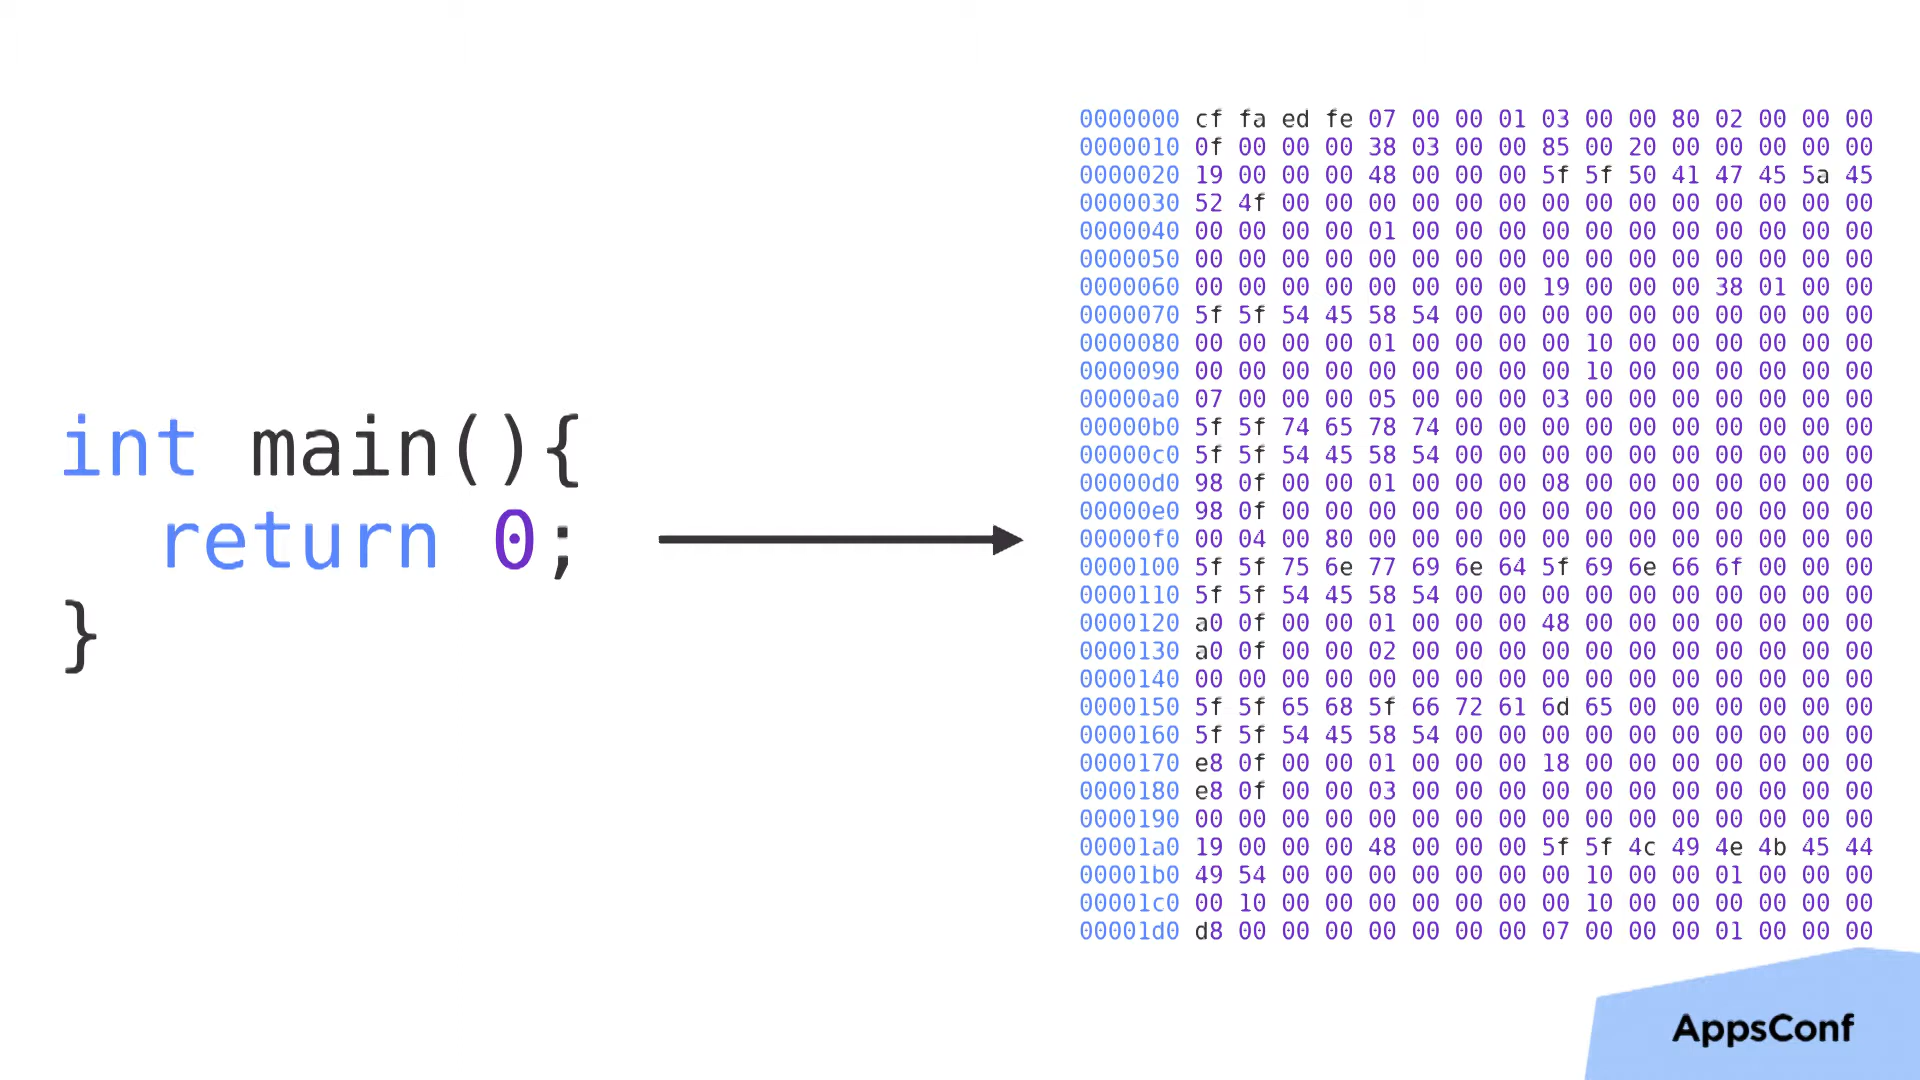 int main(){
  return 0;
}
0000000 cf fa ed fe 07 00 00 01 03 00 00 80 02 00 00 00
0000010 0f 00 00 00 38 03 00 00 85 00 20 00 00 00 00 00
0000020 19 00 00 00 48 00 00 00 5f 5f 50 41 47 45 5a 45
0000030 52 4f 00 00 00 00 00 00 00 00 00 00 00 00 00 00
0000040 00 00 00 00 01 00 00 00 00 00 00 00 00 00 00 00
0000050 00 00 00 00 00 00 00 00 00 00 00 00 00 00 00 00
0000060 00 00 00 00 00 00 00 00 19 00 00 00 38 01 00 00
0000070 5f 5f 54 45 58 54 00 00 00 00 00 00 00 00 00 00
0000080 00 00 00 00 01 00 00 00 00 10 00 00 00 00 00 00
0000090 00 00 00 00 00 00 00 00 00 10 00 00 00 00 00 00
00000a0 07 00 00 00 05 00 00 00 03 00 00 00 00 00 00 00
00000b0 5f 5f 74 65 78 74 00 00 00 00 00 00 00 00 00 00
00000c0 5f 5f 54 45 58 54 00 00 00 00 00 00 00 00 00 00
00000d0 98 0f 00 00 01 00 00 00 08 00 00 00 00 00 00 00
00000e0 98 0f 00 00 00 00 00 00 00 00 00 00 00 00 00 00
00000f0 00 04 00 80 00 00 00 00 00 00 00 00 00 00 00 00
0000100 5f 5f 75 6e 77 69 6e 64 5f 69 6e 66 6f 00 00 00
0000110 5f 5f 54 45 58 54 00 00 00 00 00 00 00 00 00 00
0000120 a0 0f 00 00 01 00 00 00 48 00 00 00 00 00 00 00
0000130 a0 0f 00 00 02 00 00 00 00 00 00 00 00 00 00 00
0000140 00 00 00 00 00 00 00 00 00 00 00 00 00 00 00 00
0000150 5f 5f 65 68 5f 66 72 61 6d 65 00 00 00 00 00 00
0000160 5f 5f 54 45 58 54 00 00 00 00 00 00 00 00 00 00
0000170 e8 0f 00 00 01 00 00 00 18 00 00 00 00 00 00 00
0000180 e8 0f 00 00 03 00 00 00 00 00 00 00 00 00 00 00
0000190 00 00 00 00 00 00 00 00 00 00 00 00 00 00 00 00
00001a0 19 00 00 00 48 00 00 00 5f 5f 4c 49 4e 4b 45 44
00001b0 49 54 00 00 00 00 00 00 00 10 00 00 01 00 00 00
00001c0 00 10 00 00 00 00 00 00 00 10 00 00 00 00 00 00
00001d0 d8 00 00 00 00 00 00 00 07 00 00 00 01 00 00 00
AppsConf